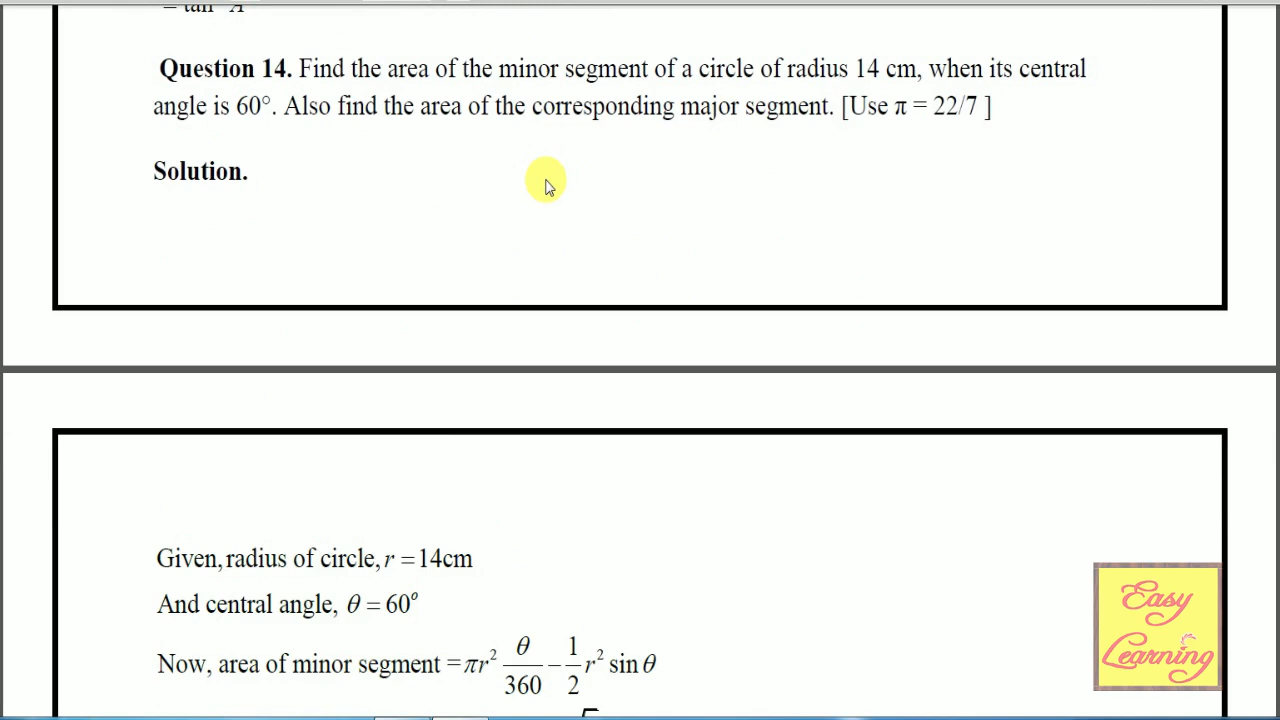 = tan² A
Question 14. Find the area of the minor segment of a circle of radius 14 cm, when its central
angle is 60°. Also find the area of the corresponding major segment. [Use π = 22/7 ]
Solution.
Given, radius of circle, r = 14cm
And central angle, θ = 60°
Now, area of minor segment = πr² θ/360 − 1/2 r² sin θ
Easy
Learning